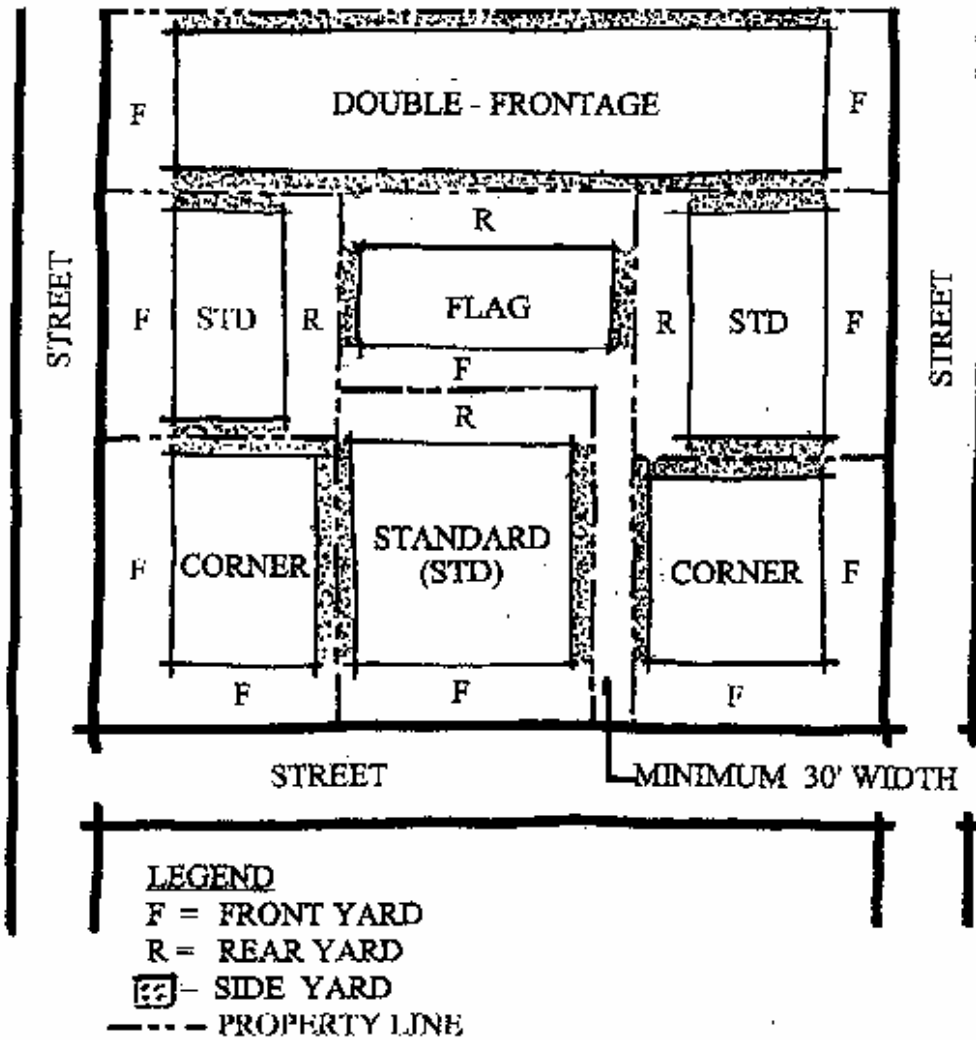 DOUBLE - FRONTAGE
F
F
R
STREET
F
STD
R
FLAG
R
STD
F
STREET
F
R
F
CORNER
STANDARD
(STD)
CORNER
F
F
F
F
STREET
MINIMUM 30' WIDTH
LEGEND
F = FRONT YARD
R = REAR YARD
- SIDE YARD
PROPERTY LINE